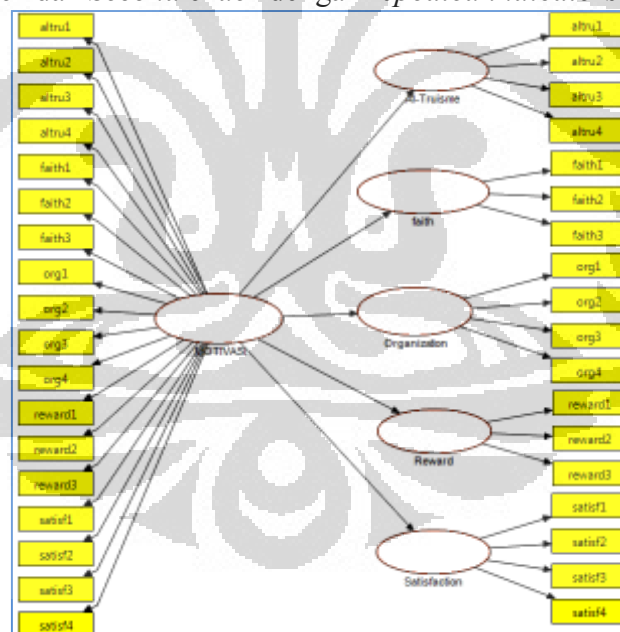 dengan
altru1
altru2
altru3
altru4
faith1
faith2
faith3
org1
org2
org3
org4
reward1
reward2
reward3
satisf1
satisf2
satisf3
satisf4
MOTIVASI
Al-Truisme
faith
Organization
Reward
Satisfaction
altru1
altru2
altru3
altru4
faith1
faith2
faith3
org1
org2
org3
org4
reward1
reward2
reward3
satisf1
satisf2
satisf3
satisf4